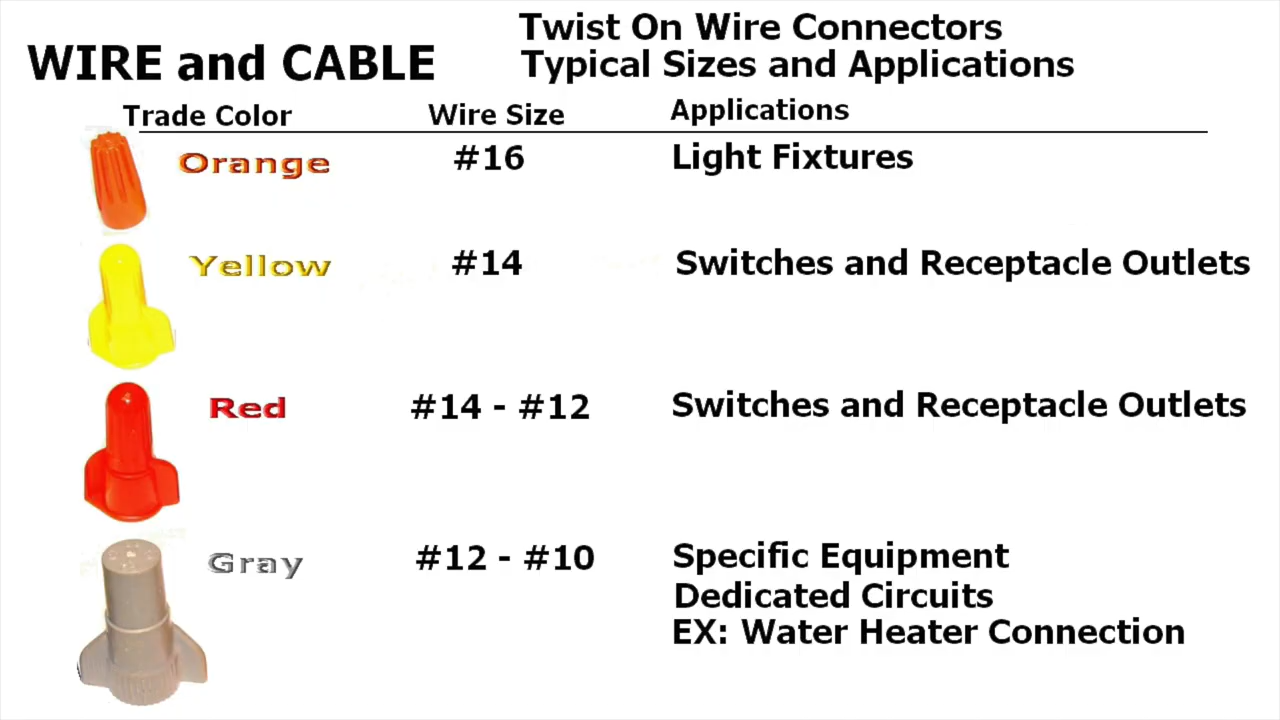 WIRE and CABLE
Twist On Wire Connectors
Typical Sizes and Applications
Trade Color Wire Size Applications
Orange #16 Light Fixtures
Yellow #14 Switches and Receptacle Outlets
Red #14 - #12 Switches and Receptacle Outlets
Gray #12 - #10 Specific Equipment
Dedicated Circuits
EX: Water Heater Connection